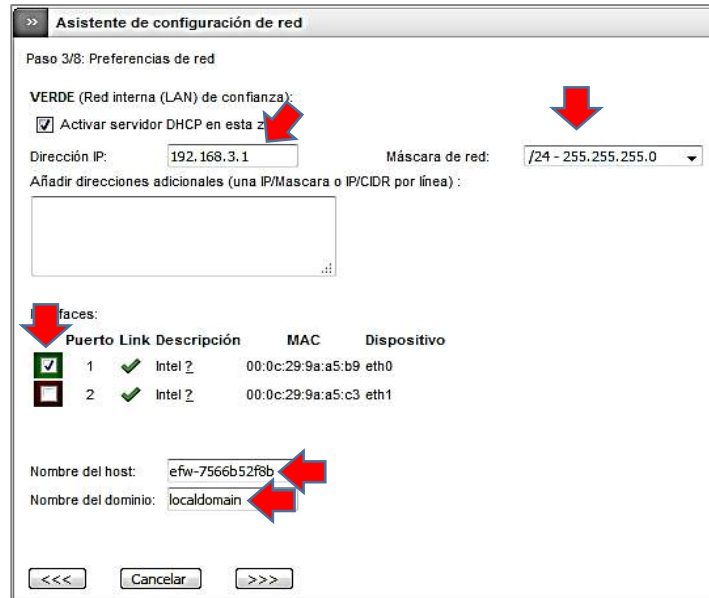 >> Asistente de configuración de red
Paso 3/8: Preferencias de red
VERDE (Red interna (LAN) de confianza):
Activar servidor DHCP en esta z
Dirección IP: 192.168.3.1 Máscara de red: /24 - 255.255.255.0
Añadir direcciones adicionales (una IP/Mascara o IP/CIDR por línea) :
faces:
Puerto Link Descripción MAC Dispositivo
1 Intel ? 00:0c:29:9a:a5:b9 eth0
2 Intel ? 00:0c:29:9a:a5:c3 eth1
Nombre del host: efw-7566b52f8b
Nombre del dominio: localdomain
<<< Cancelar >>>